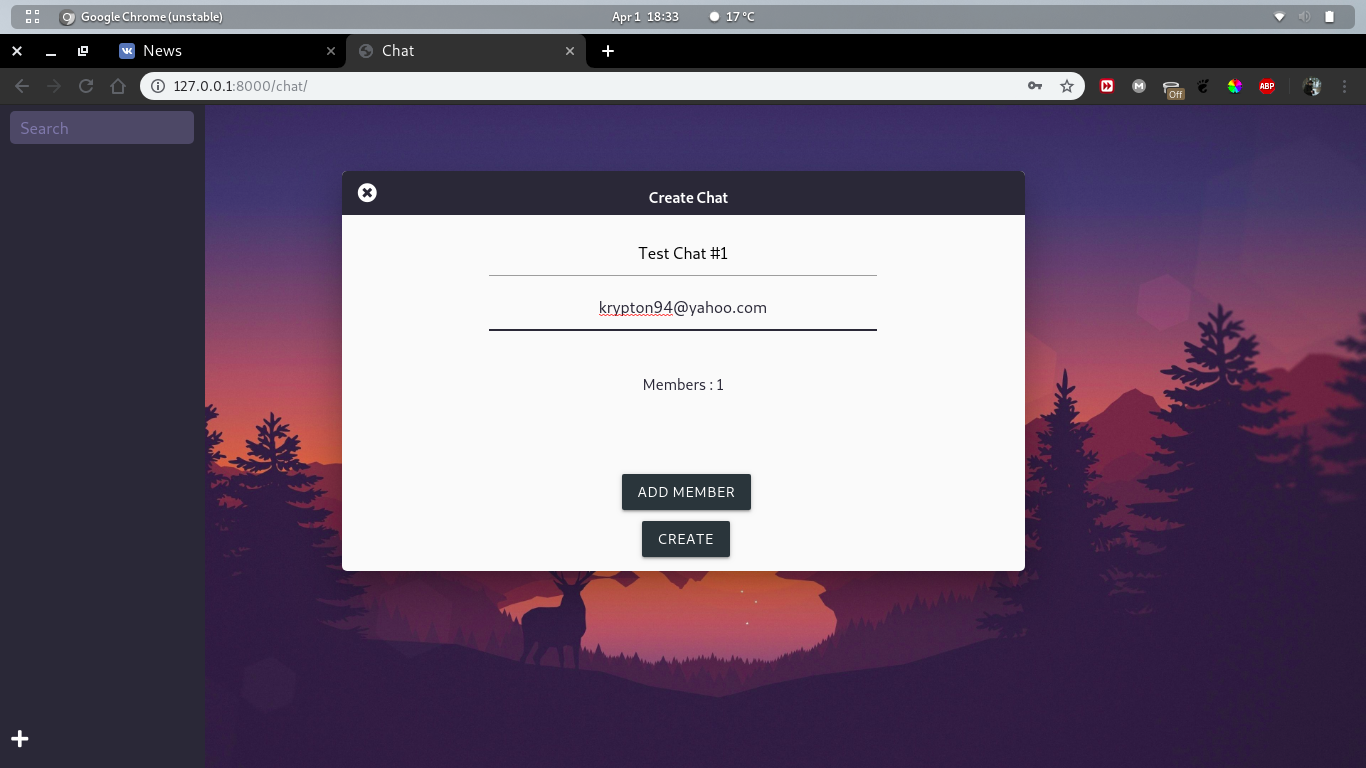 Google Chrome (unstable)
Apr 1 18:33
17 °C
News
Chat
127.0.0.1:8000/chat/
M
Off
ABP
Search
Create Chat
Test Chat #1
krypton94@yahoo.com
Members : 1
ADD MEMBER
CREATE